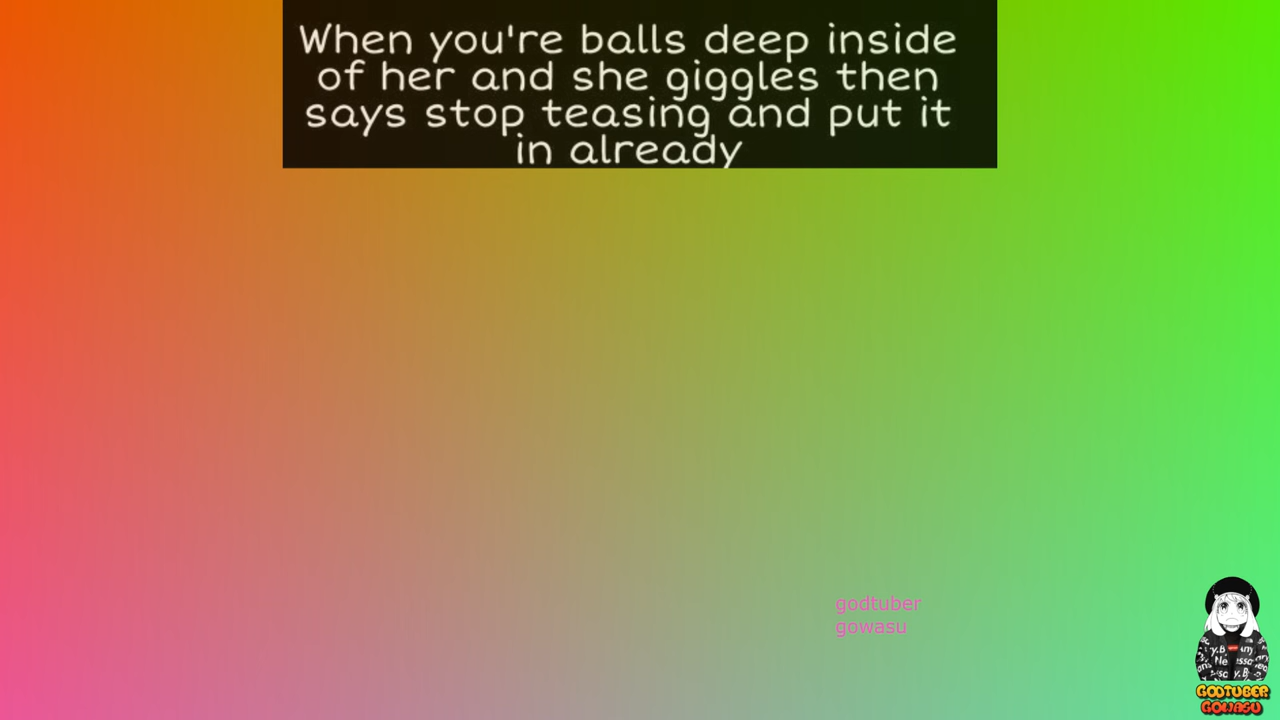 When you're balls deep inside
of her and she giggles then
says stop teasing and put it
in already
godtuber
gowasu
GODTUBER
GOWASU